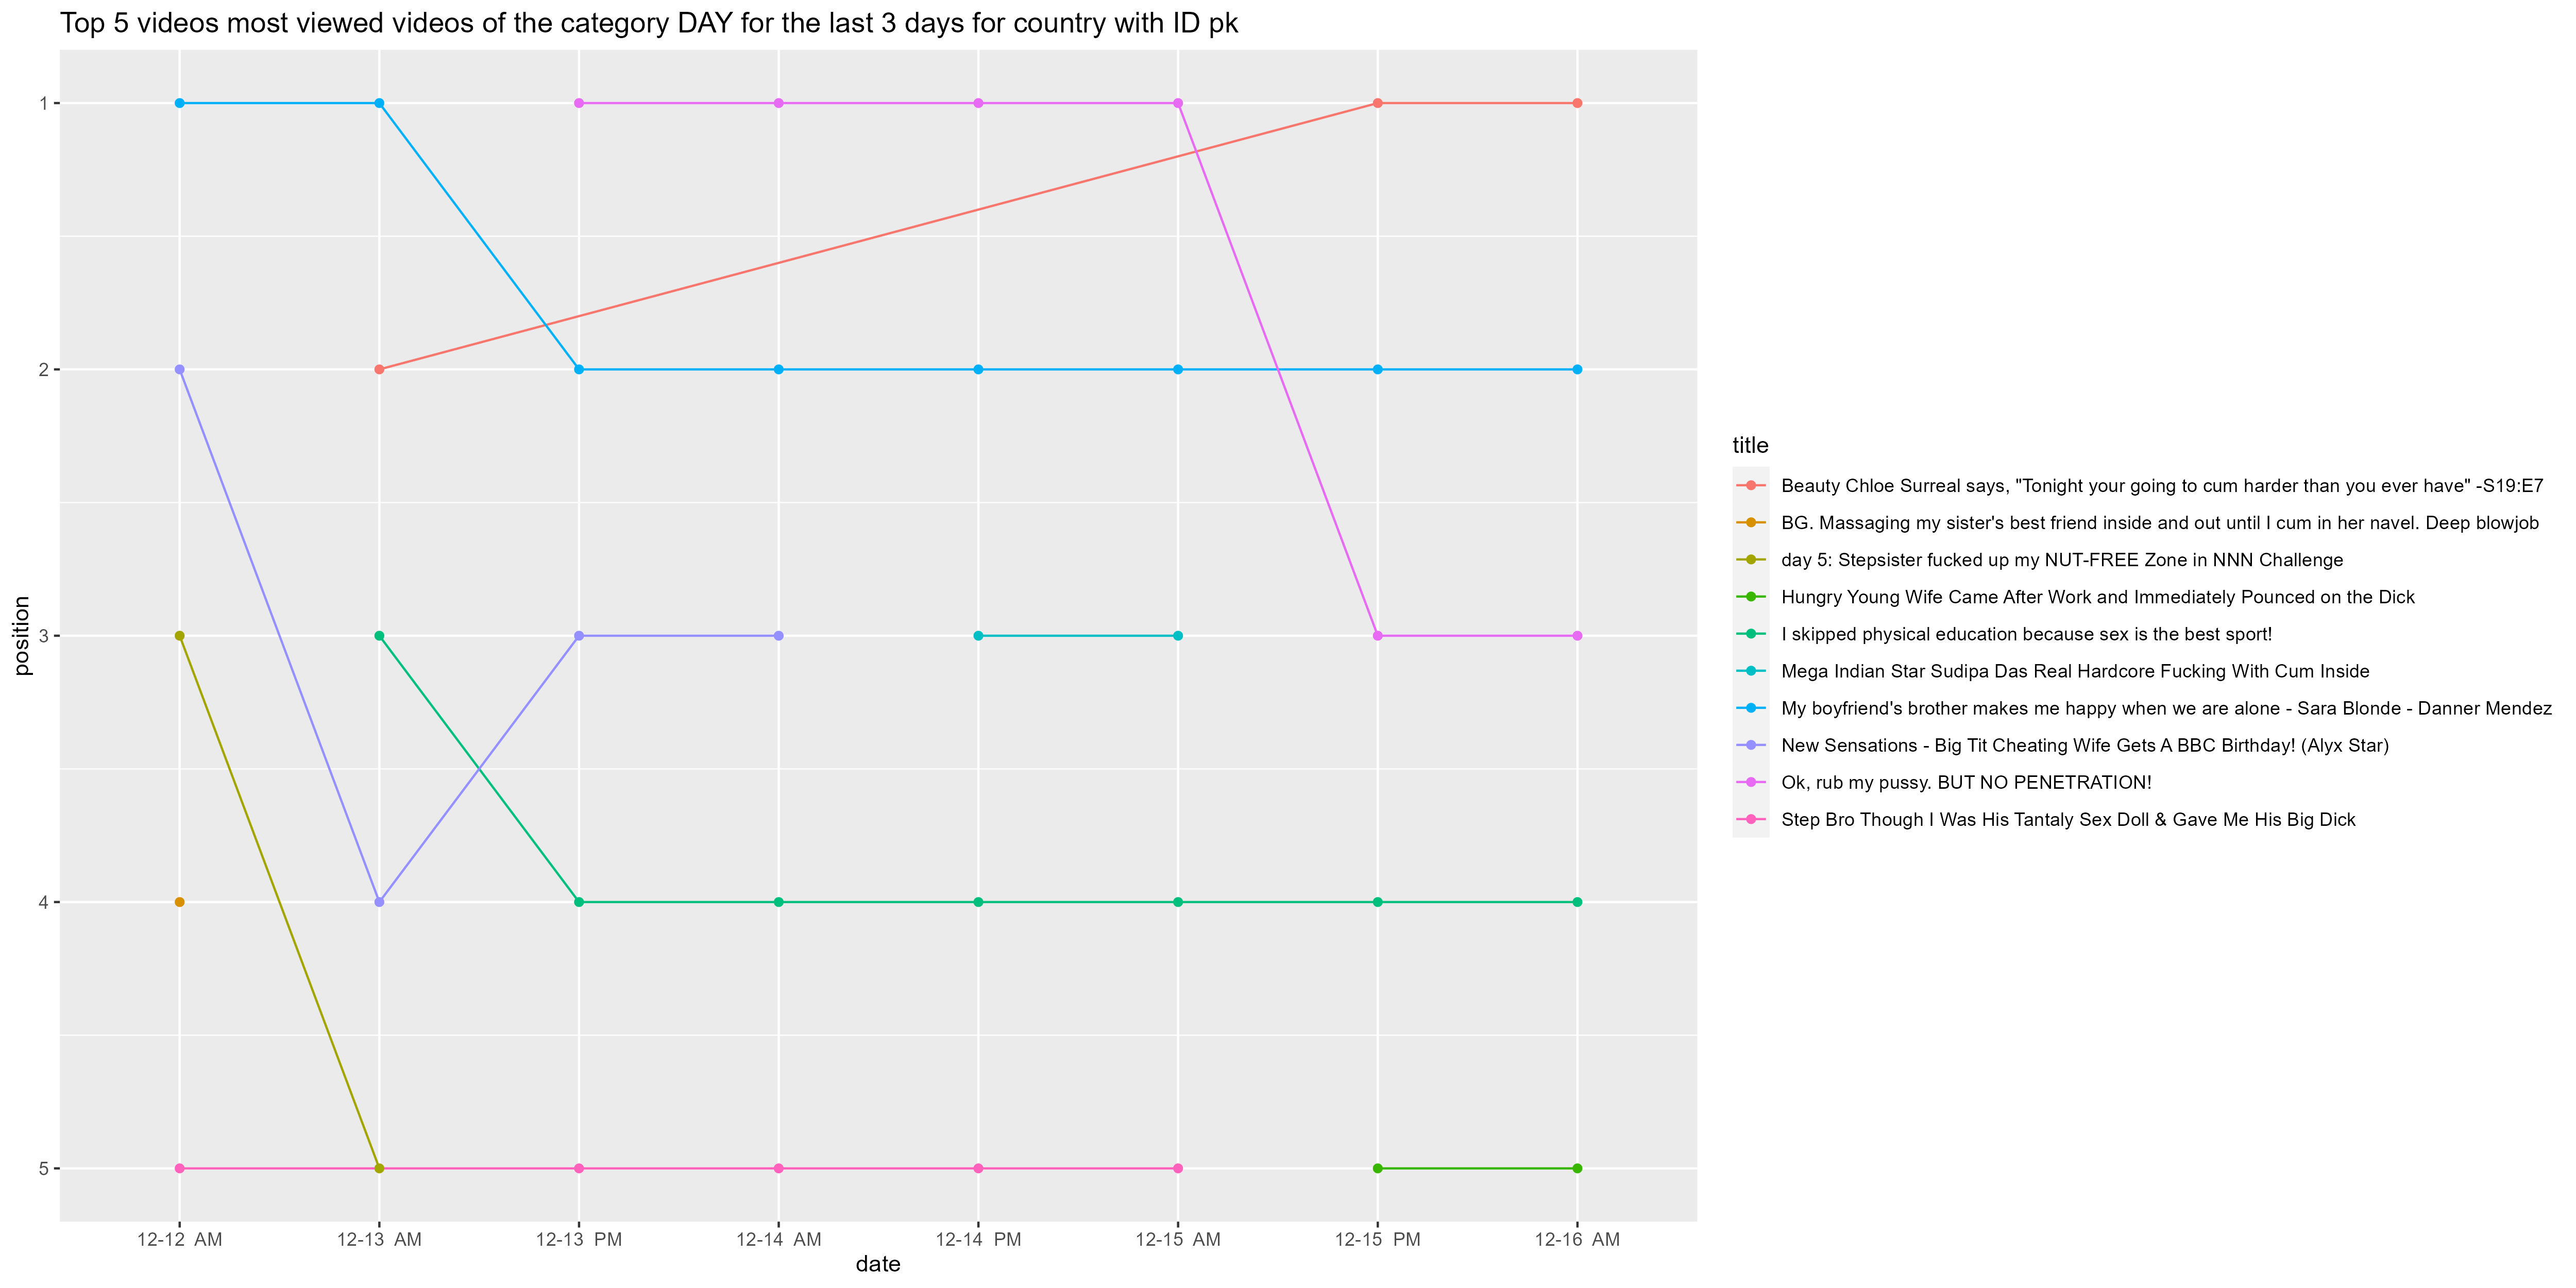 Top 5 videos most viewed videos of the category DAY for the last 3 days for country with ID pk
position
1
2
3
4
5
12-12 AM
12-13 AM
12-13 PM
12-14 AM
12-14 PM
12-15 AM
12-15 PM
12-16 AM
date
title
Beauty Chloe Surreal says, "Tonight your going to cum harder than you ever have" -S19:E7
BG. Massaging my sister's best friend inside and out until I cum in her navel. Deep blowjob
day 5: Stepsister fucked up my NUT-FREE Zone in NNN Challenge
Hungry Young Wife Came After Work and Immediately Pounced on the Dick
I skipped physical education because sex is the best sport!
Mega Indian Star Sudipa Das Real Hardcore Fucking With Cum Inside
My boyfriend's brother makes me happy when we are alone - Sara Blonde - Danner Mendez
New Sensations - Big Tit Cheating Wife Gets A BBC Birthday! (Alyx Star)
Ok, rub my pussy. BUT NO PENETRATION!
Step Bro Though I Was His Tantaly Sex Doll & Gave Me His Big Dick